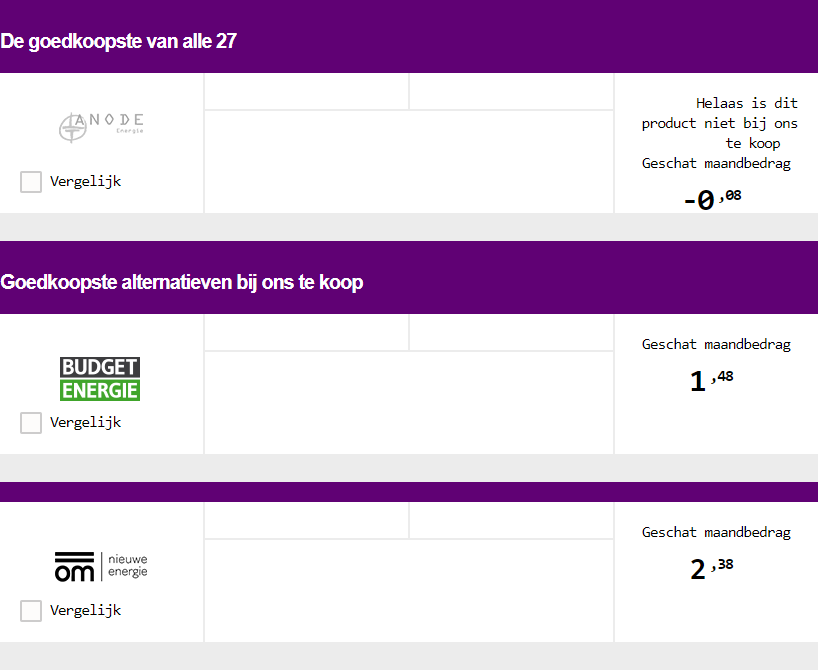 De goedkoopste van alle 27
ANODE
Energie
Helaas is dit
product niet bij ons
te koop
Geschat maandbedrag
-0,08
Vergelijk
Goedkoopste alternatieven bij ons te koop
BUDGET
ENERGIE
Geschat maandbedrag
1,48
Vergelijk
om nieuwe
energie
Geschat maandbedrag
2,38
Vergelijk